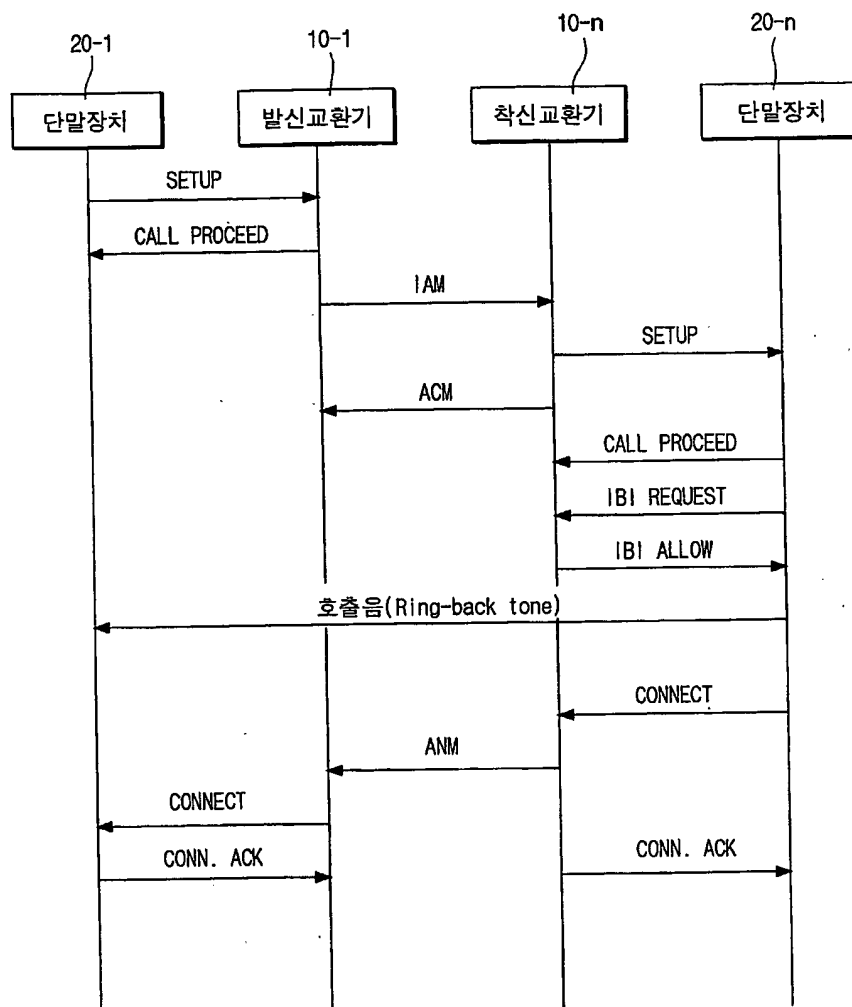 20-1
10-1
10-n
20-n
단말장치
발신교환기
착신교환기
단말장치
SETUP
CALL PROCEED
IAM
SETUP
ACM
CALL PROCEED
IBI REQUEST
IBI ALLOW
호출음(Ring-back tone)
CONNECT
ANM
CONNECT
CONN. ACK
CONN. ACK